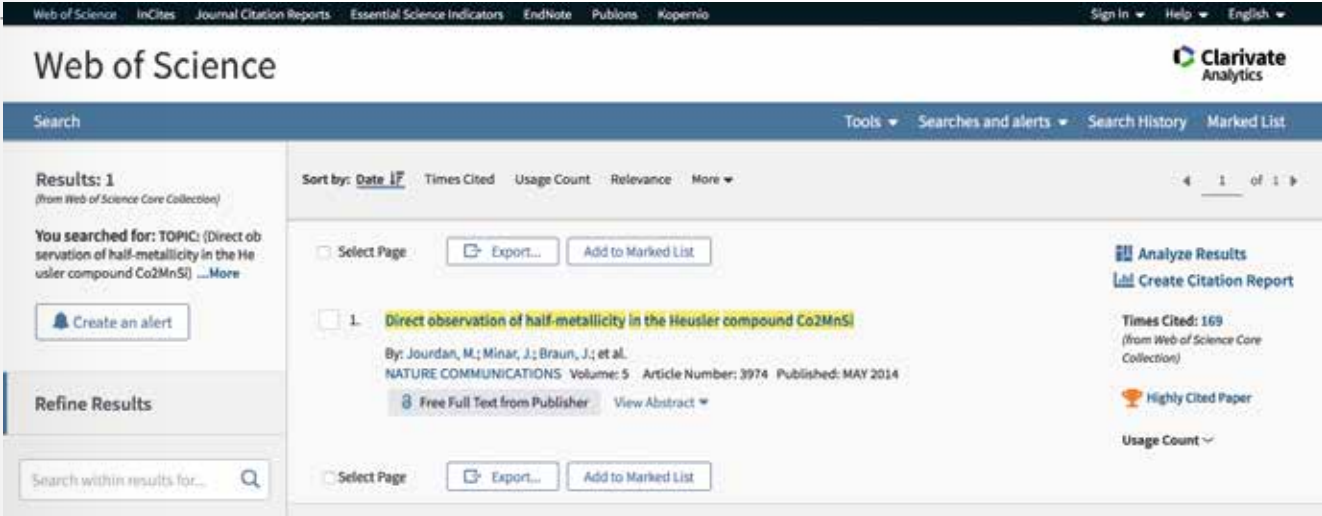 Web of Science InCites Journal Citation Reports Essential Science Indicators EndNote Publons Kopernio Sign In Help English
Web of Science
Clarivate
Analytics
Search Tools Searches and alerts Search History Marked List
Results: 1
(from Web of Science Core Collection)
You searched for: TOPIC: (Direct ob
servation of half-metallicity in the He
usler compound Co2MnSi) ...More
Create an alert
Refine Results
Search within results for...
Sort by: Date Times Cited Usage Count Relevance More
1 of 1
Select Page Export... Add to Marked List
1. Direct observation of half-metallicity in the Heusler compound Co2MnSi
By: Jourdan, M.; Minar, J.; Braun, J.; et al.
NATURE COMMUNICATIONS Volume: 5 Article Number: 3974 Published: MAY 2014
Free Full Text from Publisher View Abstract
Select Page Export... Add to Marked List
Analyze Results
Create Citation Report
Times Cited: 169
(from Web of Science Core
Collection)
Highly Cited Paper
Usage Count